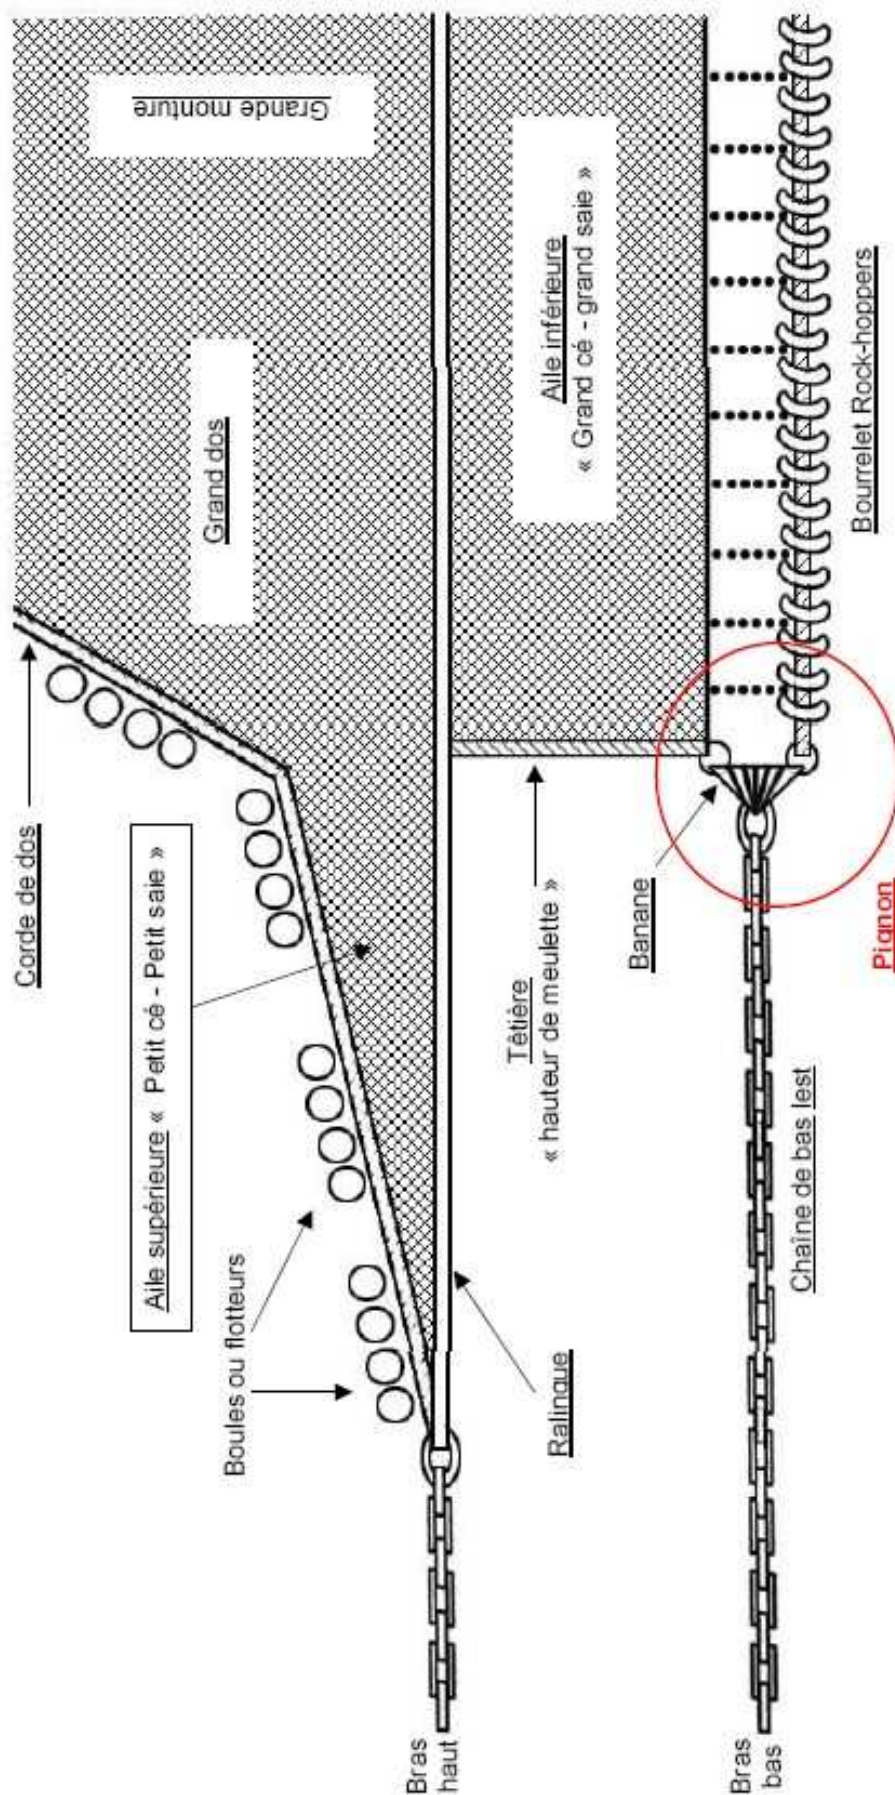 Grande monture
Corde de dos
Grand dos
Aile supérieure « Petit cé - Petit saie »
Boules ou flotteurs
Aile inférieure
« Grand cé - grand saie »
Têtière
« hauteur de meulette »
Ralingue
Bras
haut
Banane
Bourrelet Rock-hoppers
Chaîne de bas lest
Pignon
Bras
bas